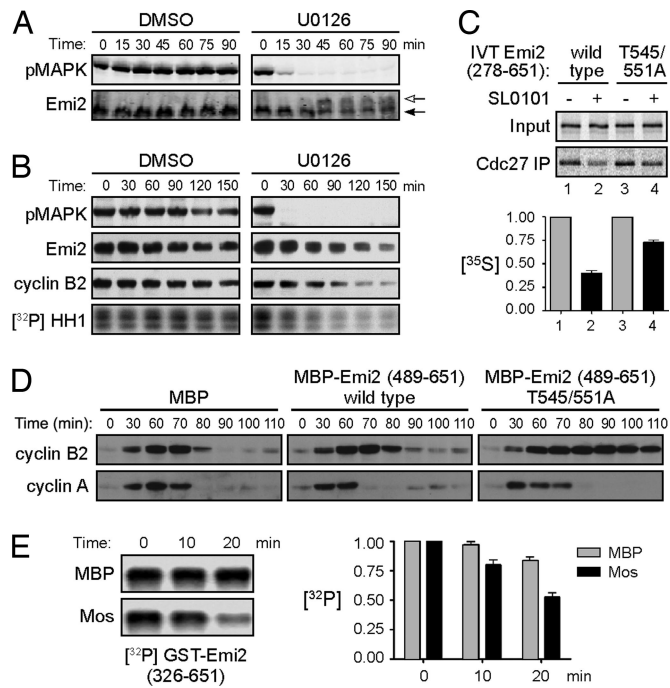 A
DMSO U0126
Time: 0 15 30 45 60 75 90 0 15 30 45 60 75 90 min
pMAPK
Emi2
B
DMSO U0126
Time: 0 30 60 90 120 150 0 30 60 90 120 150 min
pMAPK
Emi2
cyclin B2
[32P] HH1
C
IVT Emi2 wild T545/
(278-651): type 551A
SL0101 - + - +
Input
Cdc27 IP
1 2 3 4
[35S]
1.00
0.75
0.50
0.25
0.00
1 2 3 4
D
MBP MBP-Emi2 (489-651) wild type MBP-Emi2 (489-651) T545/551A
Time (min): 0 30 60 70 80 90 100 110 0 30 60 70 80 90 100 110 0 30 60 70 80 90 100 110
cyclin B2
cyclin A
E
Time: 0 10 20 min
MBP
Mos
[32P] GST-Emi2
(326-651)
[32P]
1.00
0.75
0.50
0.25
0.00
0 10 20 min
MBP
Mos